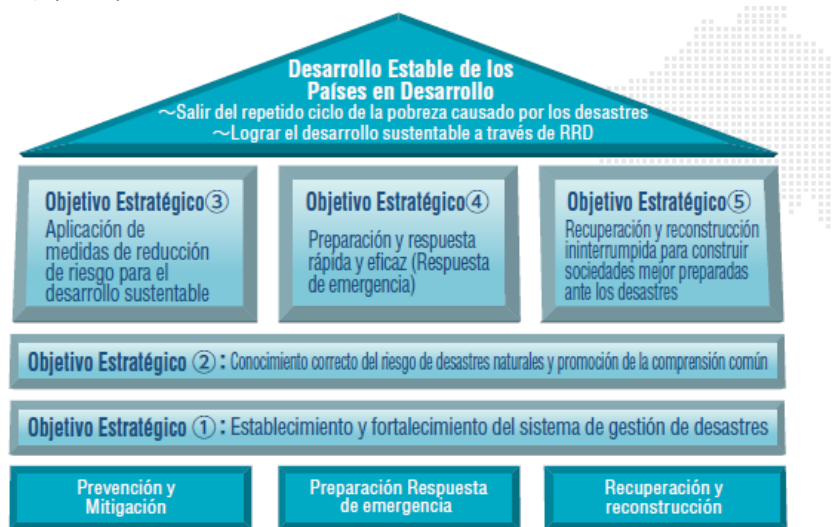 Desarrollo Estable de los
Países en Desarrollo
～Salir del repetido ciclo de la pobreza causado por los desastres
～Lograr el desarrollo sustentable a través de RRD
Objetivo Estratégico③
Aplicación de
medidas de reducción
de riesgo para el
desarrollo sustentable
Objetivo Estratégico④
Preparación y respuesta
rápida y eficaz (Respuesta
de emergencia)
Objetivo Estratégico⑤
Recuperación y reconstrucción
ininterrumpida para construir
sociedades mejor preparadas
ante los desastres
Objetivo Estratégico ②: Conocimiento correcto del riesgo de desastres naturales y promoción de la comprensión común
Objetivo Estratégico ①: Establecimiento y fortalecimiento del sistema de gestión de desastres
Prevención y
Mitigación
Preparación Respuesta
de emergencia
Recuperación y
reconstrucción